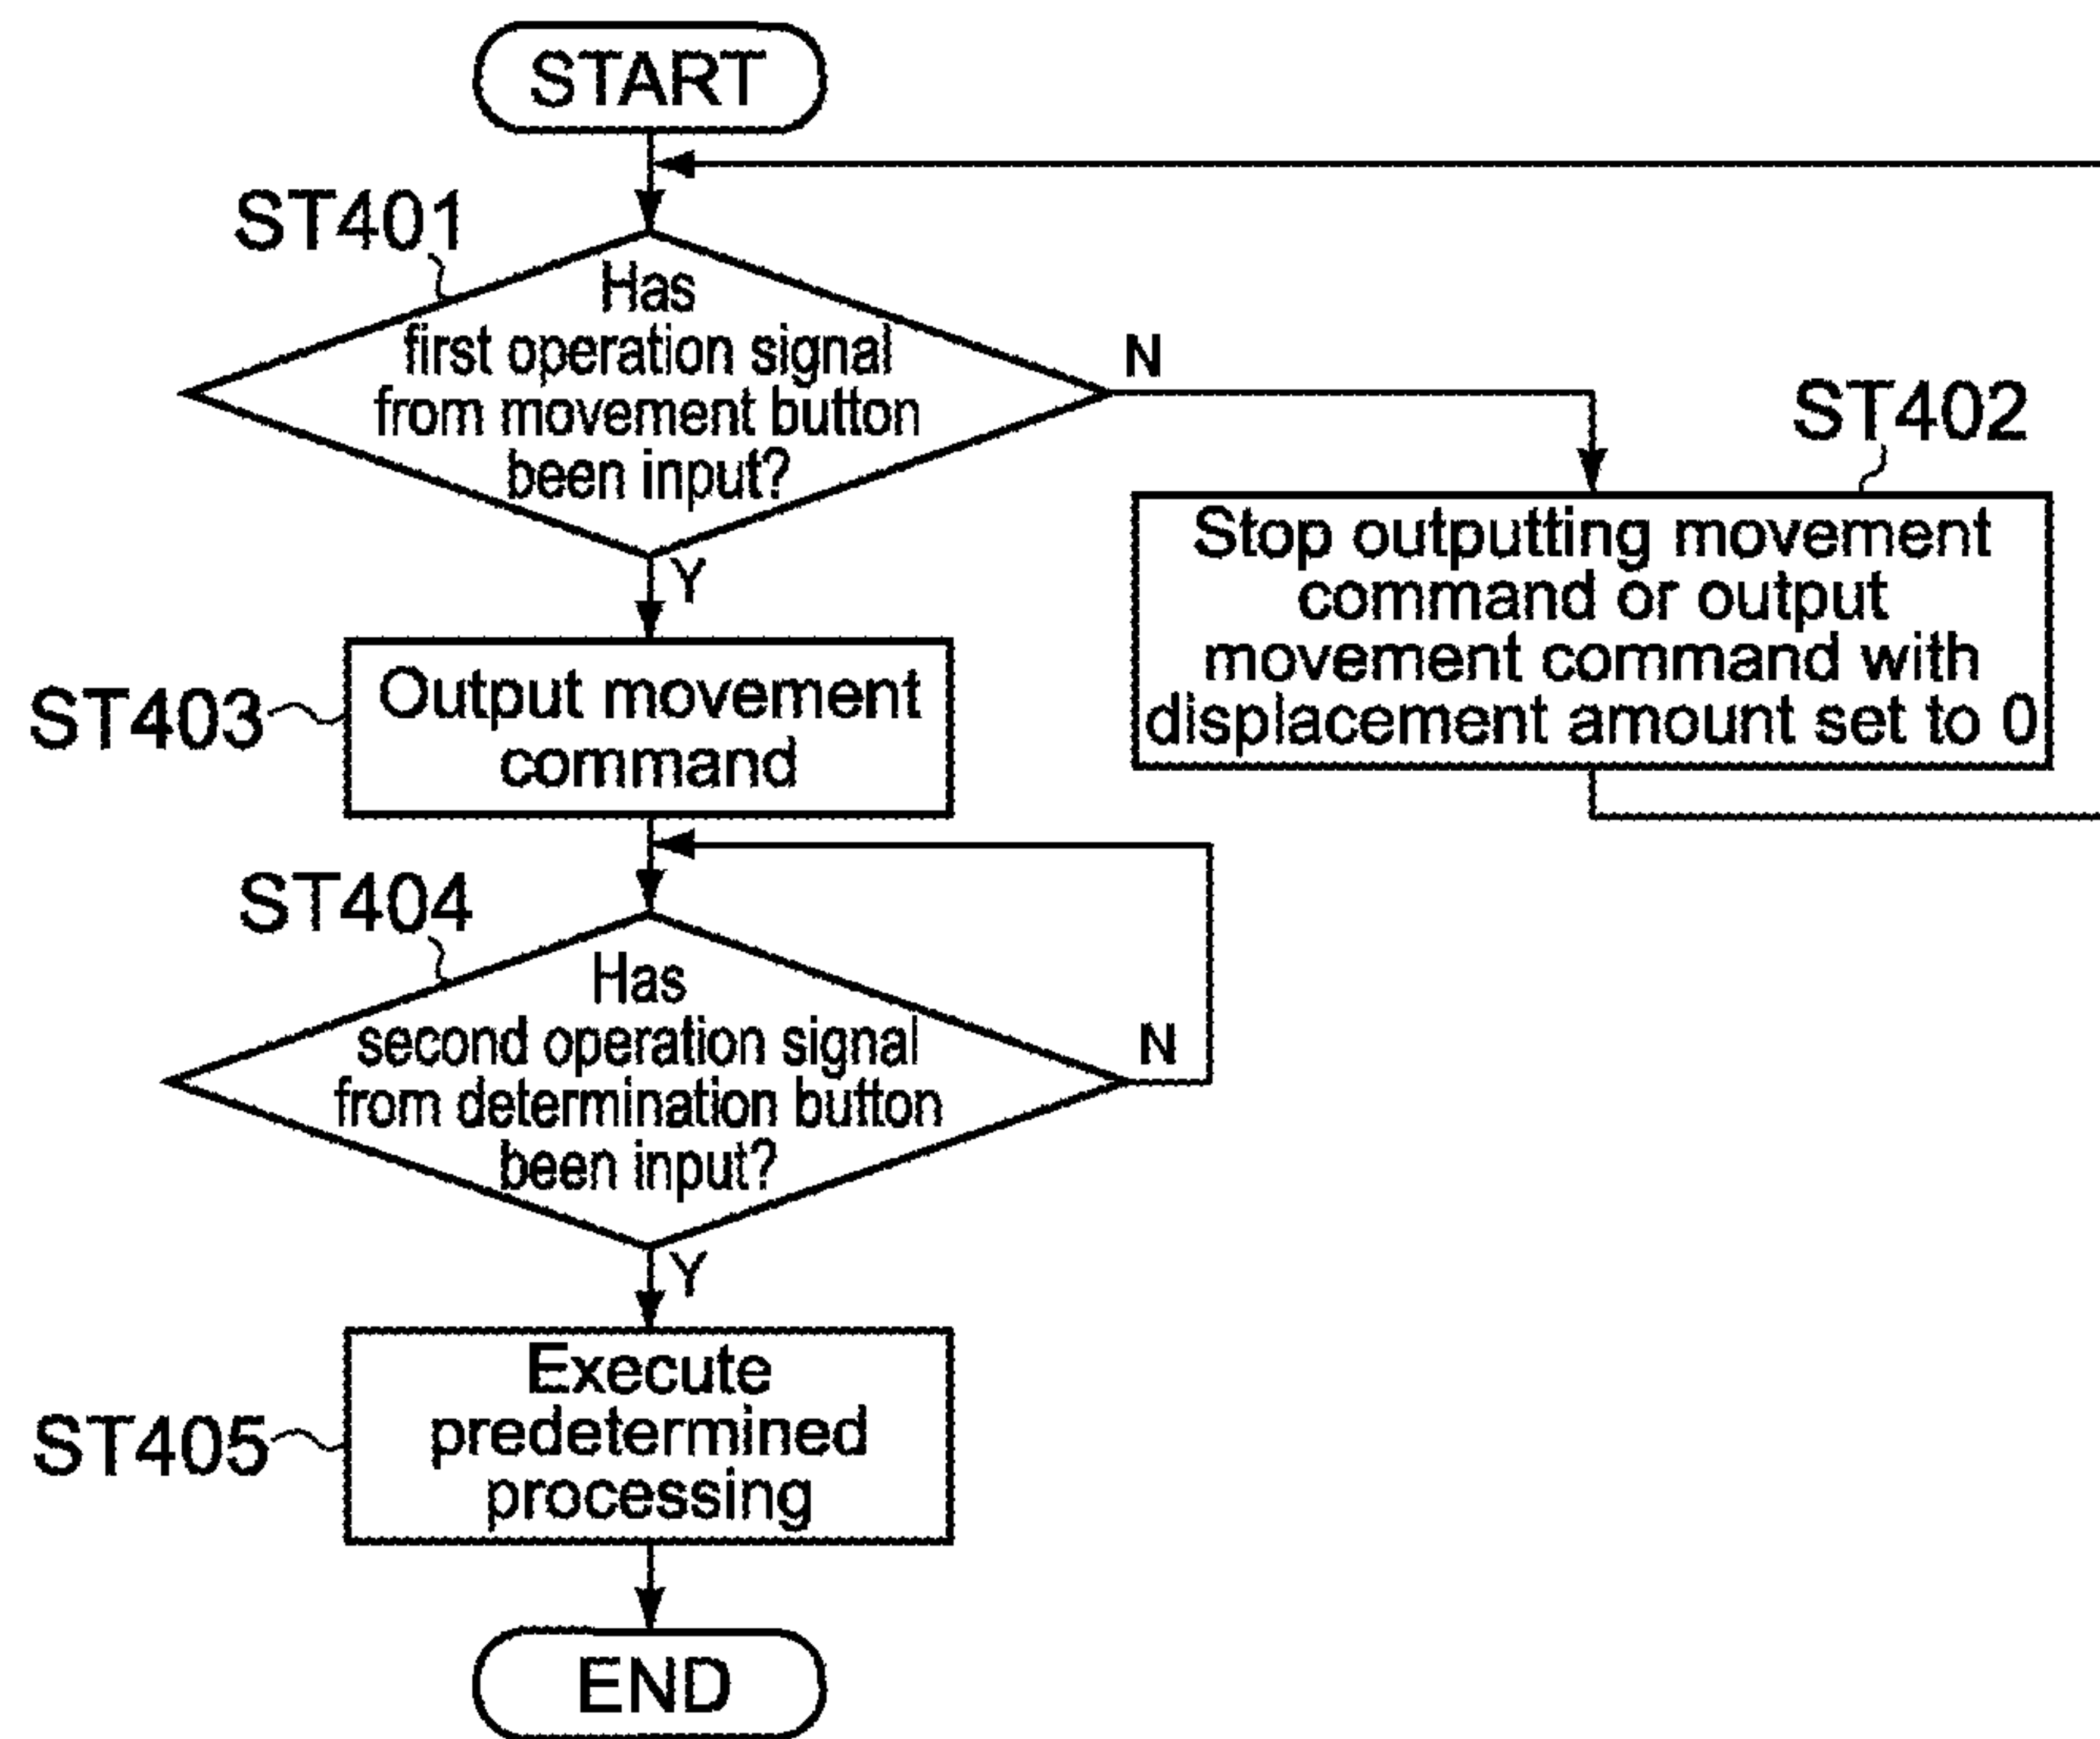 START
ST401
Has
first operation signal
from movement button
been input?
N
Y
ST402
Stop outputting movement
command or output
movement command with
displacement amount set to 0
ST403
Output movement
command
ST404
Has
second operation signal
from determination button
been input?
N
Y
ST405
Execute
predetermined
processing
END